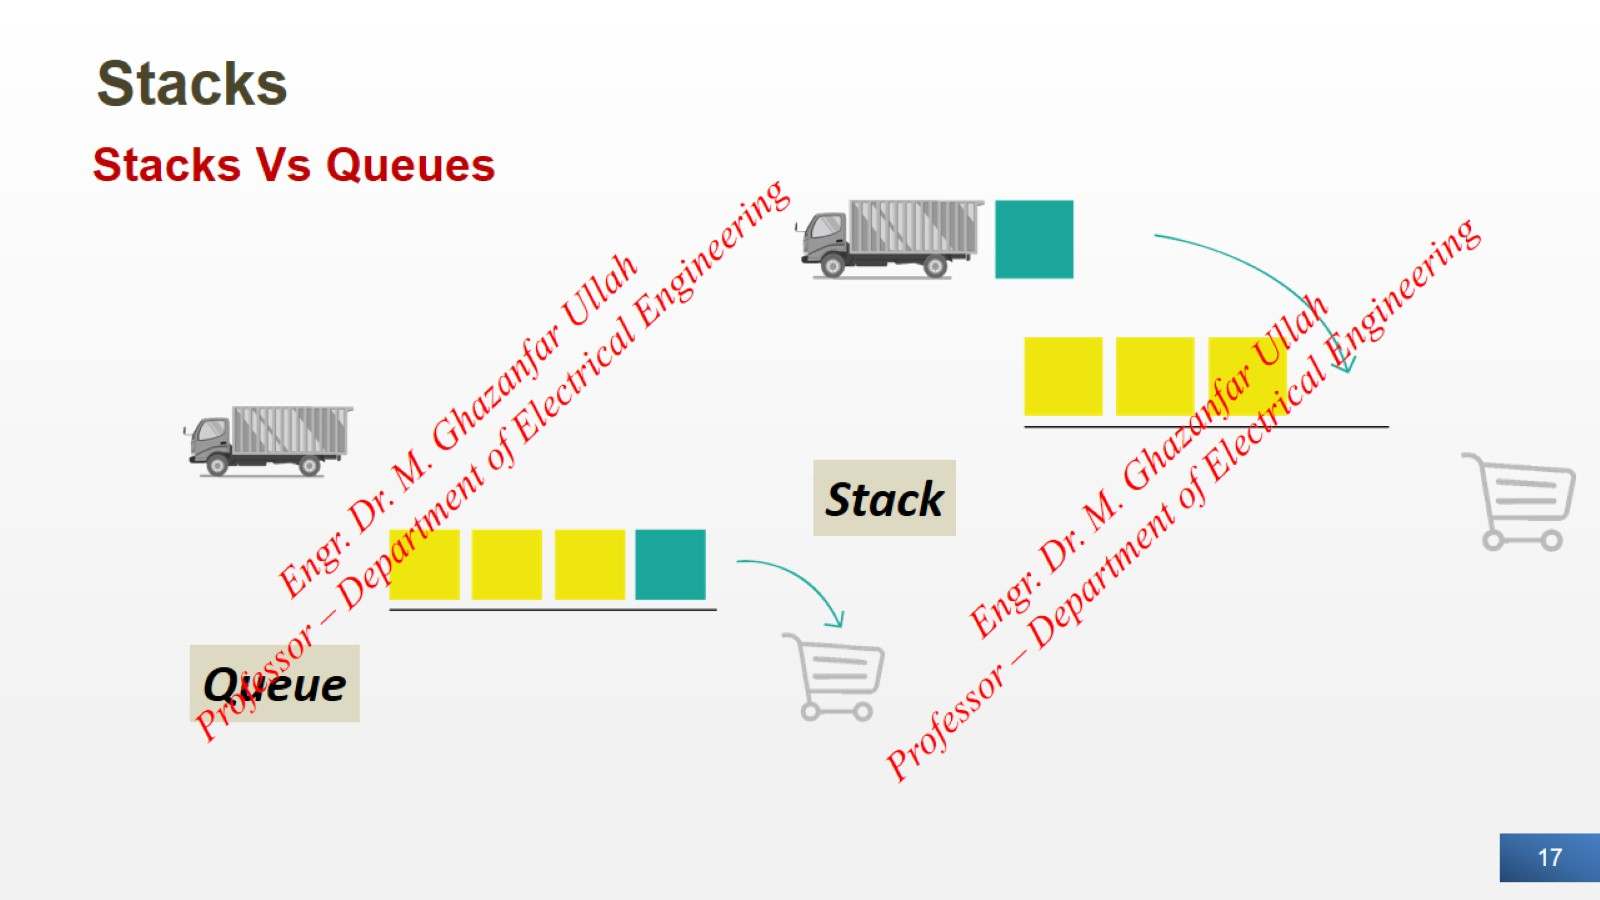 Stacks
Stacks Vs Queues
Engr. Dr. M. Ghazanfar Ullah
Professor – Department of Electrical Engineering
Engr. Dr. M. Ghazanfar Ullah
Professor – Department of Electrical Engineering
Stack
Queue
17